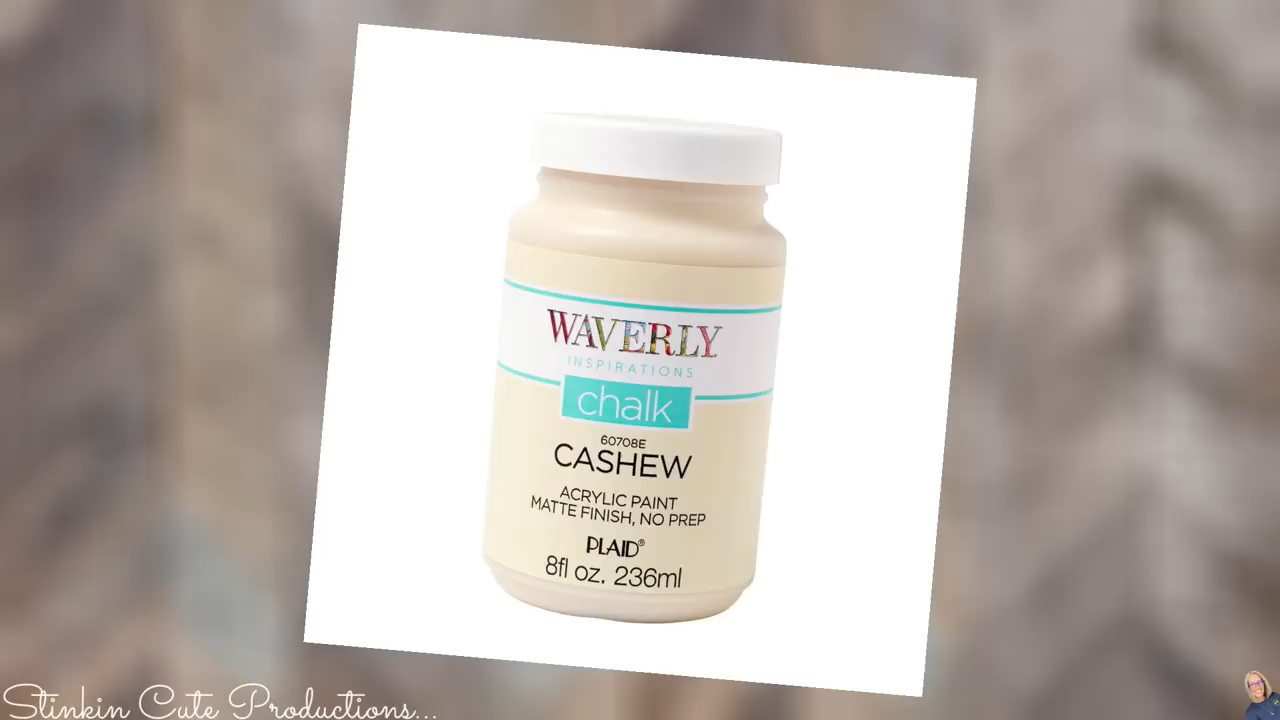 WAVERLY
INSPIRATIONS
chalk
60708E
CASHEW
ACRYLIC PAINT
MATTE FINISH, NO PREP
PLAID®
8fl oz. 236ml
Stinkin Cute Productions...